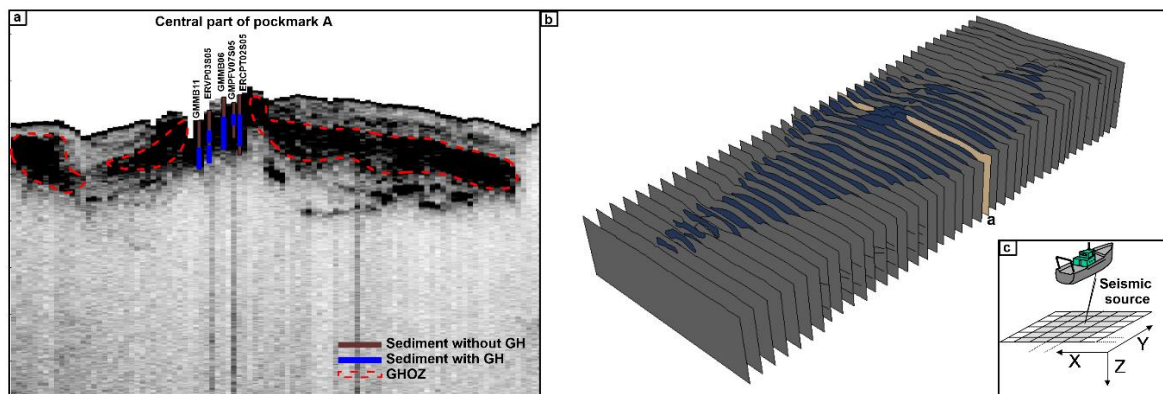 a
Central part of pockmark A
GMMB11
ERVP03S05
GMMB06
GMPFV07S05
ERCPT02S05
Sediment without GH
Sediment with GH
GHOZ
b
a
c
Seismic
source
X
Y
Z